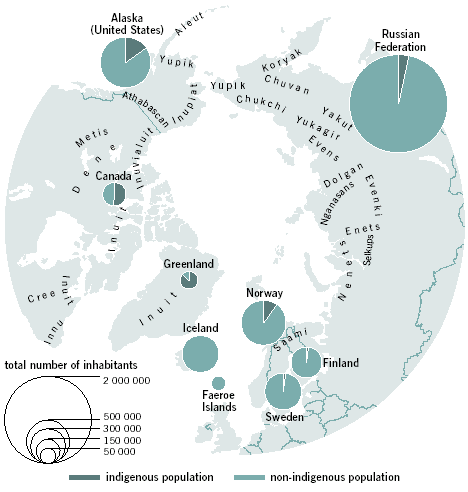 Alaska
(United States)
Aleut
Yupik
Russian
Federation
Koryak
Chuvan
Yupik
Chukchi
Yukagir
Yakut
Evens
Athabascan
Inupiat
Metis
Dene
Inuvialuit
Canada
Inuit
Dolgan
Nganasans
Evenki
Enets
Selkups
Nenets
Greenland
Inuit
Norway
Saami
Iceland
Finland
Faeroe
Islands
Sweden
Cree
Inuit
Innu
total number of inhabitants
2 000 000
500 000
300 000
150 000
50 000
indigenous population
non-indigenous population